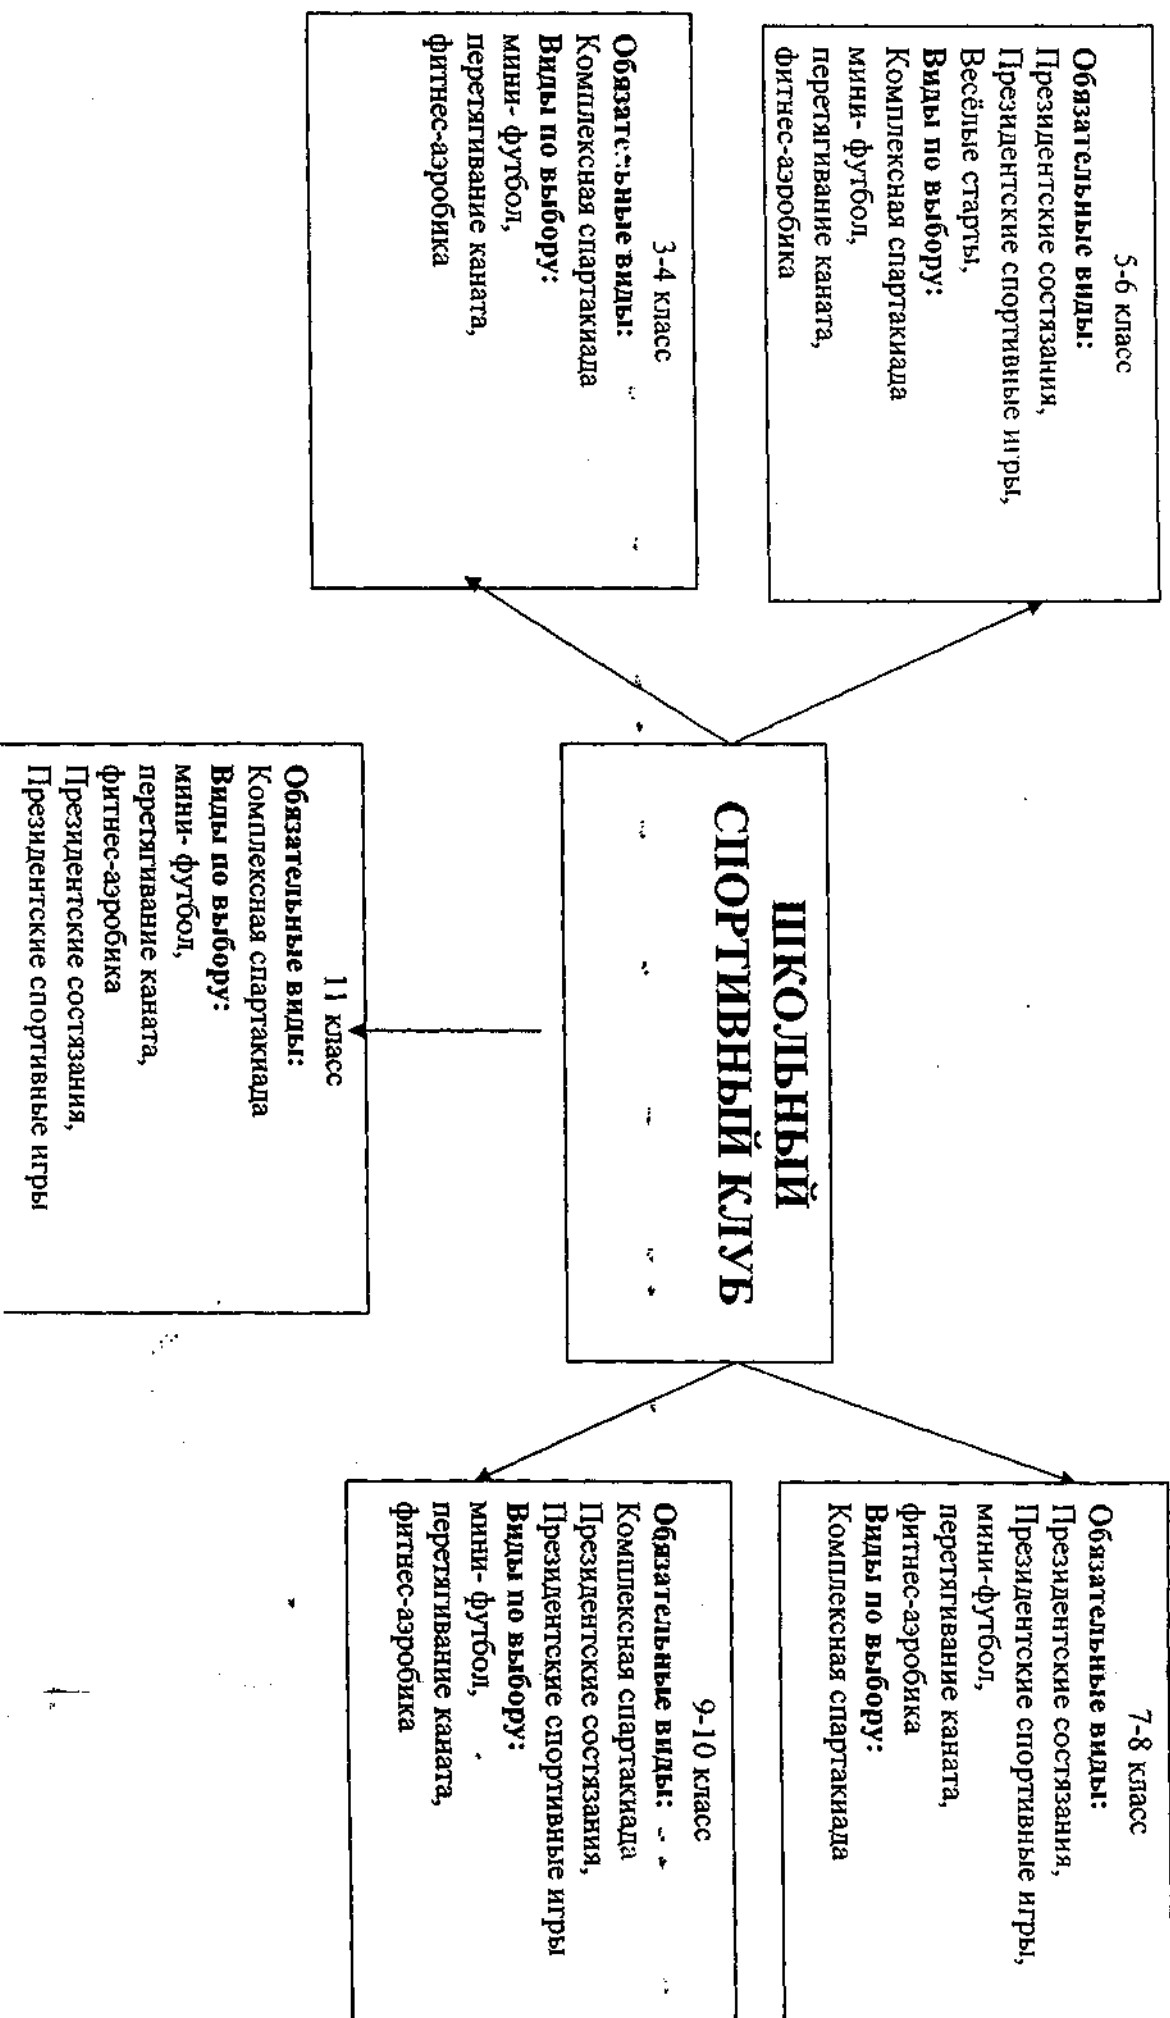 5-6 класс
Обязательные виды:
Президентские состязания,
Президентские спортивные игры,
Весёлые старты,
Виды по выбору:
Комплексная спартакиада
мини- футбол,
перетягивание каната,
фитнес-аэробика
3-4 класс
Обязательные виды:
Комплексная спартакиада
Виды по выбору:
мини- футбол,
перетягивание каната,
фитнес-аэробика
ШКОЛЬНЫЙ
СПОРТИВНЫЙ КЛУБ
11 класс
Обязательные виды:
Комплексная спартакиада
Виды по выбору:
мини- футбол,
перетягивание каната,
фитнес-аэробика
Президентские состязания,
Президентские спортивные игры
7-8 класс
Обязательные виды:
Президентские состязания,
Президентские спортивные игры,
мини-футбол,
перетягивание каната,
фитнес-аэробика
Виды по выбору:
Комплексная спартакиада
9-10 класс
Обязательные виды:
Комплексная спартакиада
Президентские состязания,
Президентские спортивные игры
Виды по выбору:
мини- футбол,
перетягивание каната,
фитнес-аэробика